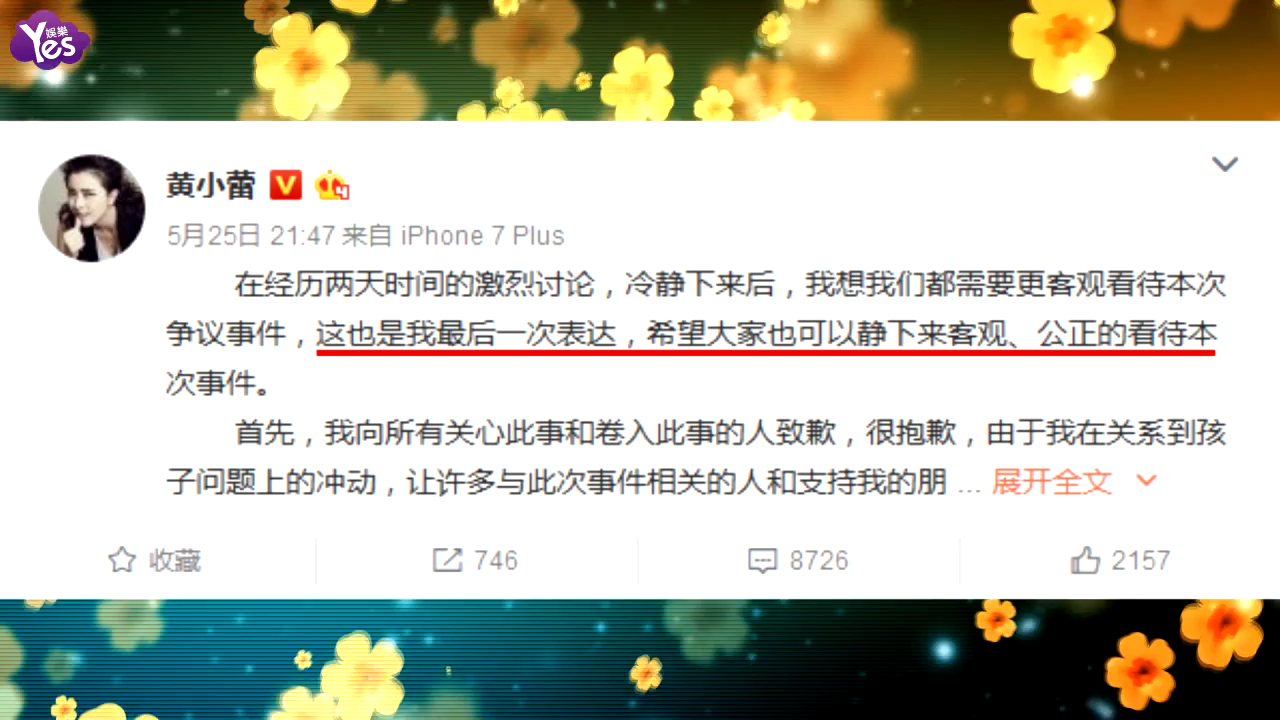 Yes 娛樂
黄小蕾 V 4
5月25日 21:47 来自 iPhone 7 Plus
在经历两天时间的激烈讨论，冷静下来后，我想我们都需要更客观看待本次
争议事件，这也是我最后一次表达，希望大家也可以静下来客观、公正的看待本
次事件。
首先，我向所有关心此事和卷入此事的人致歉，很抱歉，由于我在关系到孩
子问题上的冲动，让许多与此次事件相关的人和支持我的朋 ... 展开全文
收藏 746 8726 2157